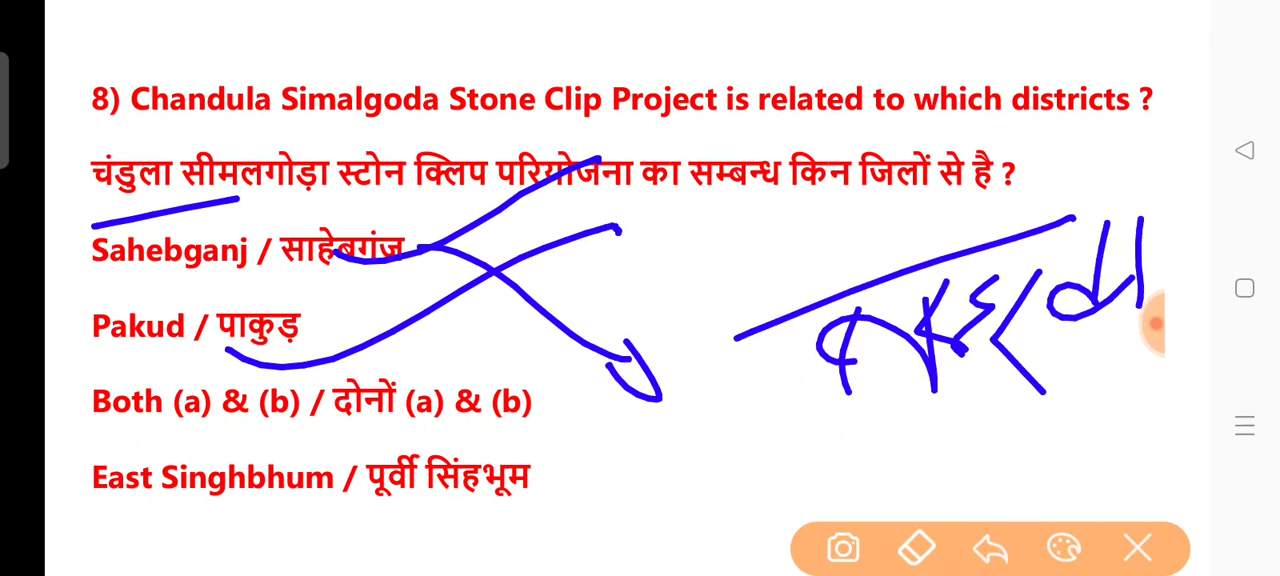 8) Chandula Simalgoda Stone Clip Project is related to which districts ?
चंडुला सीमलगोड़ा स्टोन क्लिप परियोजना का सम्बन्ध किन जिलों से है ?
Sahebganj / साहेबगंज
Pakud / पाकुड़
Both (a) & (b) / दोनों (a) & (b)
East Singhbhum / पूर्वी सिंहभूम